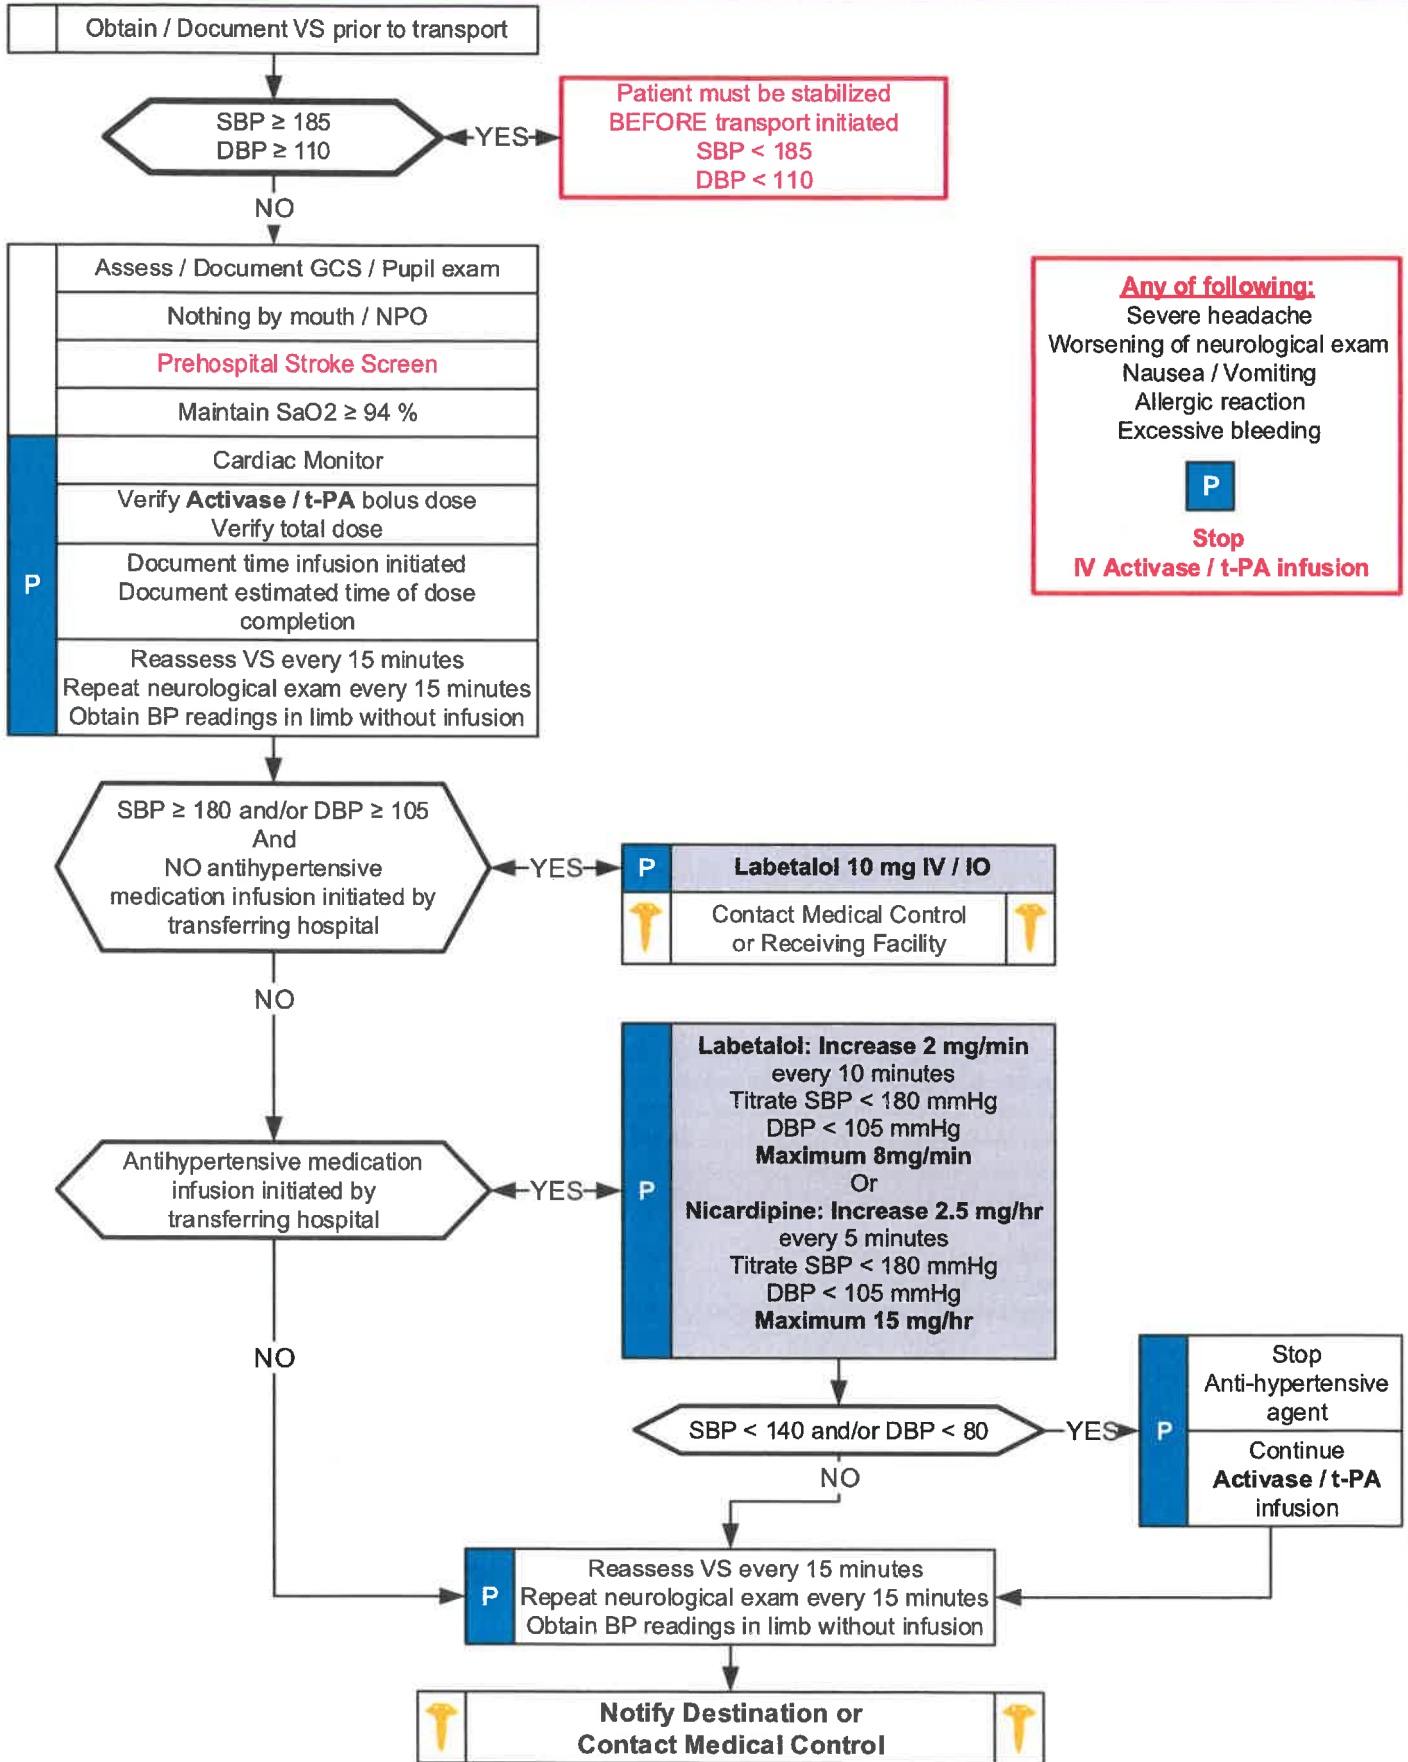 Obtain / Document VS prior to transport
SBP ≥ 185
DBP ≥ 110
YES
Patient must be stabilized
BEFORE transport initiated
SBP < 185
DBP < 110
NO
Assess / Document GCS / Pupil exam
Nothing by mouth / NPO
Prehospital Stroke Screen
Maintain SaO2 ≥ 94 %
P
Cardiac Monitor
Verify Activase / t-PA bolus dose
Verify total dose
Document time infusion initiated
Document estimated time of dose
completion
Reassess VS every 15 minutes
Repeat neurological exam every 15 minutes
Obtain BP readings in limb without infusion
Any of following:
Severe headache
Worsening of neurological exam
Nausea / Vomiting
Allergic reaction
Excessive bleeding
P
Stop
IV Activase / t-PA infusion
SBP ≥ 180 and/or DBP ≥ 105
And
NO antihypertensive
medication infusion initiated by
transferring hospital
YES
P
Labetalol 10 mg IV / IO
Contact Medical Control
or Receiving Facility
NO
Antihypertensive medication
infusion initiated by
transferring hospital
YES
P
Labetalol: Increase 2 mg/min
every 10 minutes
Titrate SBP < 180 mmHg
DBP < 105 mmHg
Maximum 8mg/min
Or
Nicardipine: Increase 2.5 mg/hr
every 5 minutes
Titrate SBP < 180 mmHg
DBP < 105 mmHg
Maximum 15 mg/hr
NO
SBP < 140 and/or DBP < 80
YES
P
Stop
Anti-hypertensive
agent
Continue
Activase / t-PA
infusion
NO
P
Reassess VS every 15 minutes
Repeat neurological exam every 15 minutes
Obtain BP readings in limb without infusion
Notify Destination or
Contact Medical Control